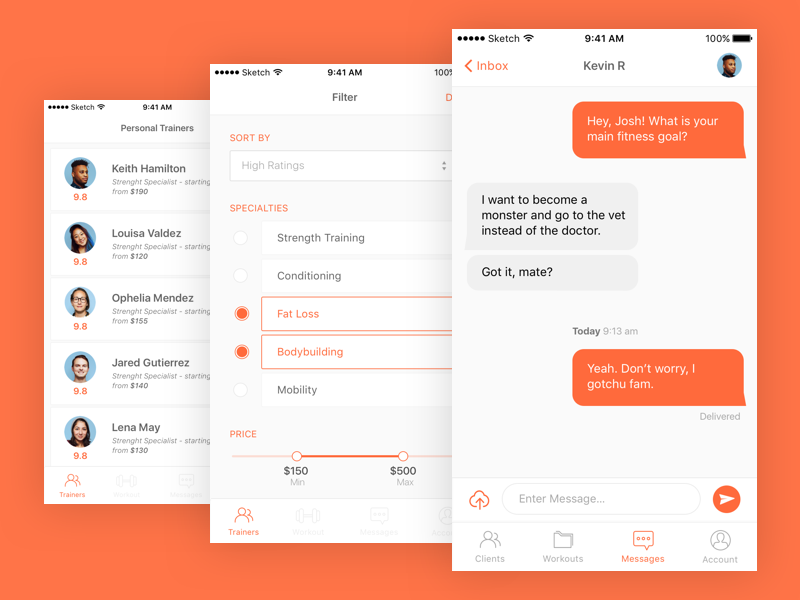 Sketch 9:41 AM
Personal Trainers
Keith Hamilton
Strenght Specialist - starting
from $190
9.8
Louisa Valdez
Strenght Specialist - starting
from $120
9.8
Ophelia Mendez
Strenght Specialist - starting
from $155
9.8
Jared Gutierrez
Strenght Specialist - starting
from $140
9.8
Lena May
Strenght Specialist - starting
from $130
9.8
Trainers Workout Messages
Sketch 9:41 AM 100%
Filter D
SORT BY
High Ratings
SPECIALTIES
Strength Training
Conditioning
Fat Loss
Bodybuilding
Mobility
PRICE
$150 $500
Min Max
Trainers Workout Messages
Sketch 9:41 AM 100%
Inbox Kevin R
Hey, Josh! What is your
main fitness goal?
I want to become a
monster and go to the vet
instead of the doctor.
Got it, mate?
Today 9:13 am
Yeah. Don't worry, I
gotchu fam.
Delivered
Enter Message...
Clients Workouts Messages Account